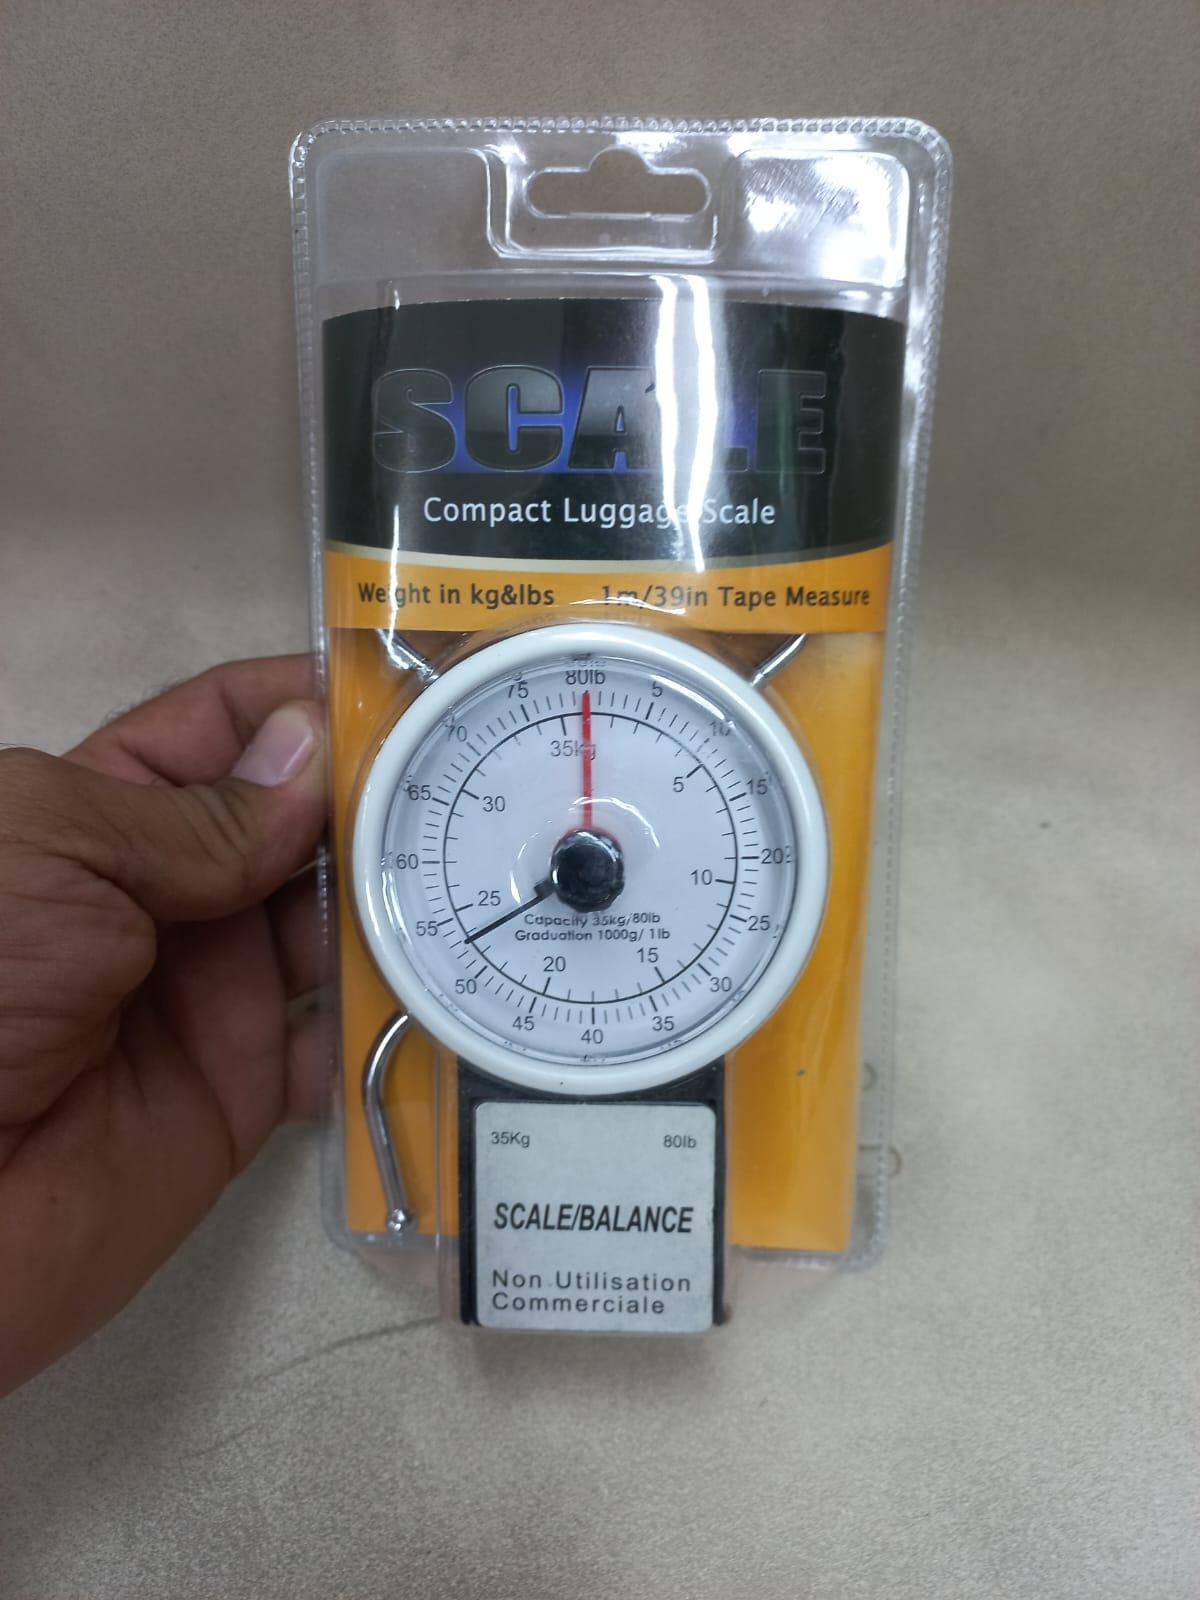 SCALE
Compact Luggage Scale
Weight in kg&lbs 1m/39in Tape Measure
80lb
75 5
70 10
35kg
65 30 5 15
60 20
25 10
55 25
Capacity 35kg/80lb
Graduation 1000g/ 1lb
20 15
50 30
45 35
40
35Kg 80lb
SCALE/BALANCE
Non Utilisation
Commerciale